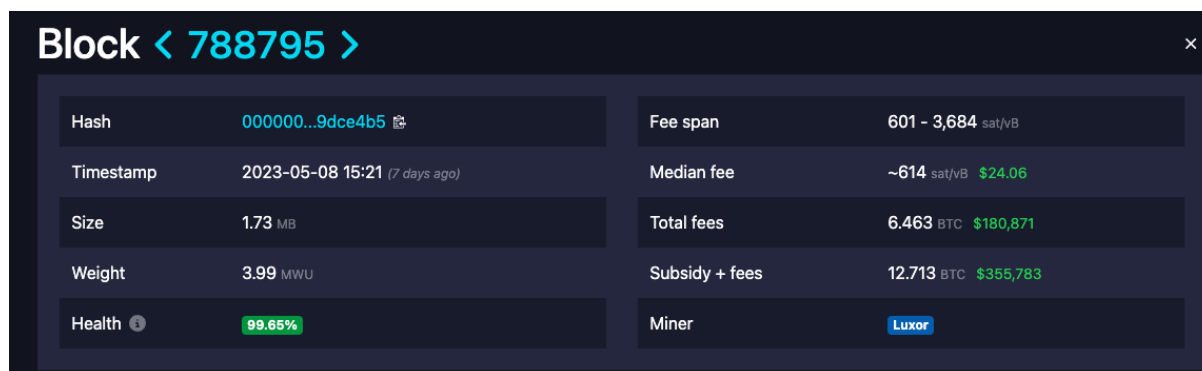 Block < 788795 >
×
Hash 000000...9dce4b5
Timestamp 2023-05-08 15:21 (7 days ago)
Size 1.73 MB
Weight 3.99 MWU
Health i 99.65%
Fee span 601 - 3,684 sat/vB
Median fee ~614 sat/vB $24.06
Total fees 6.463 BTC $180,871
Subsidy + fees 12.713 BTC $355,783
Miner Luxor